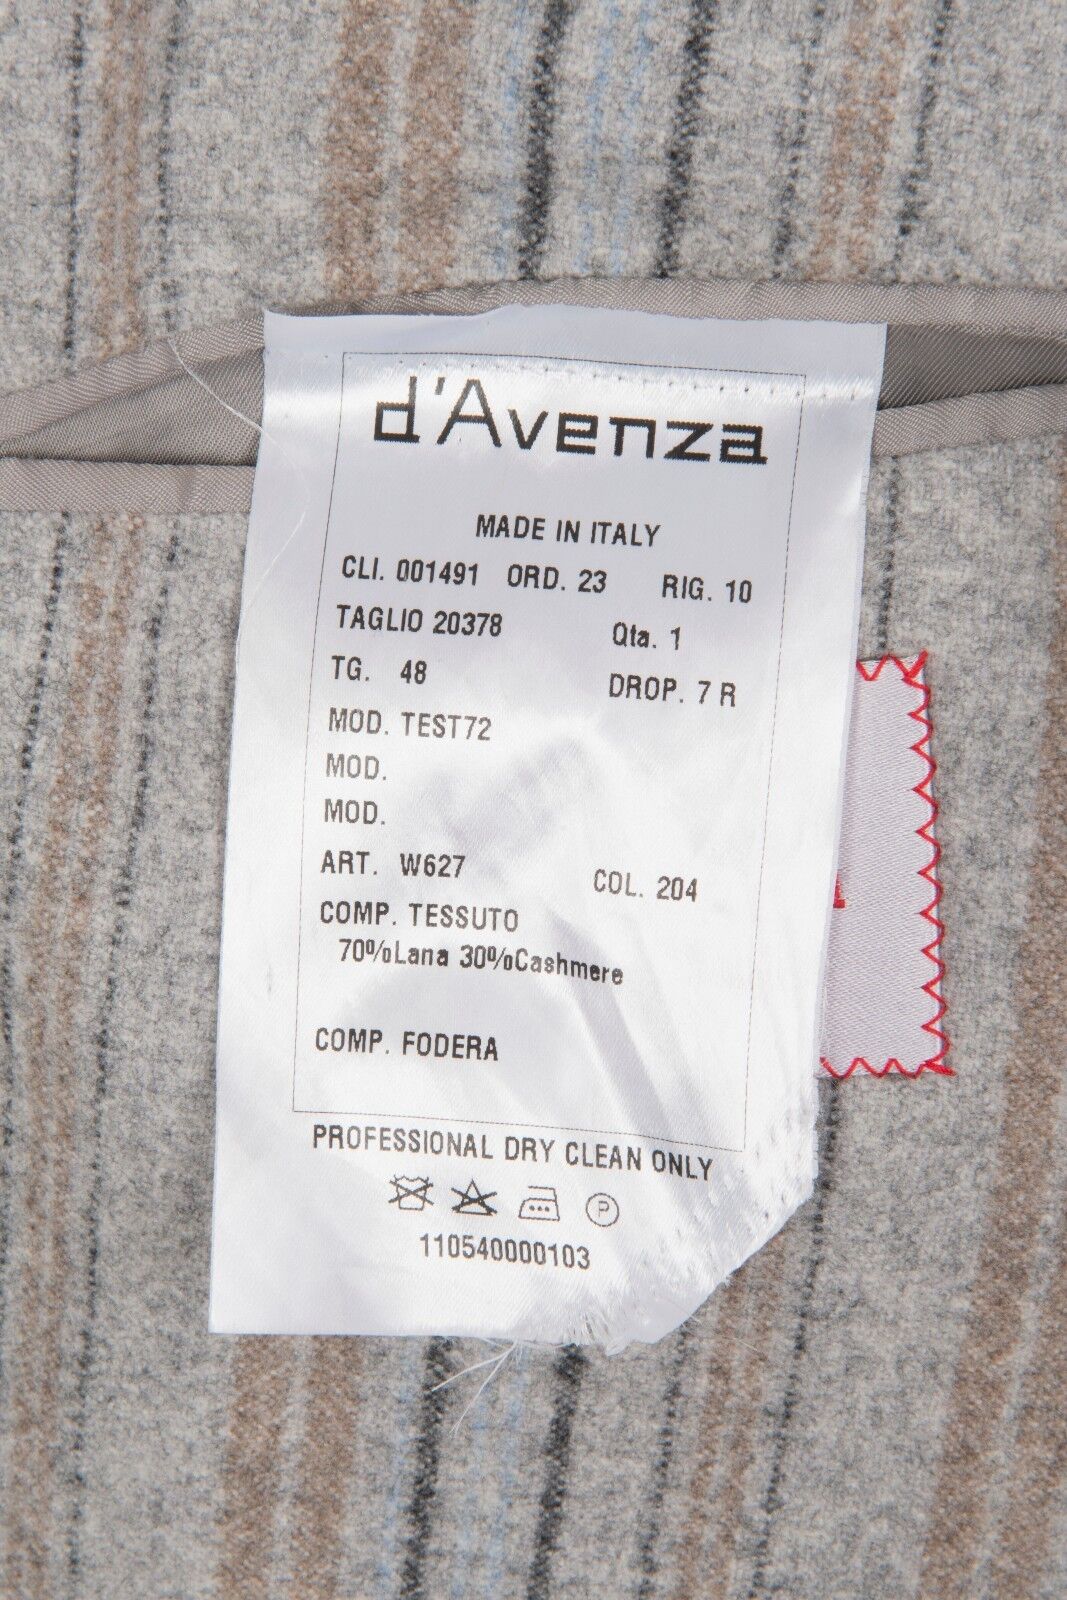 d'Avenza
MADE IN ITALY
CLI. 001491 ORD. 23 RIG. 10
TAGLIO 20378 Qta. 1
TG. 48 DROP. 7 R
MOD. TEST72
MOD.
MOD.
ART. W627 COL. 204
COMP. TESSUTO
70%Lana 30%Cashmere
COMP. FODERA
PROFESSIONAL DRY CLEAN ONLY
P
110540000103